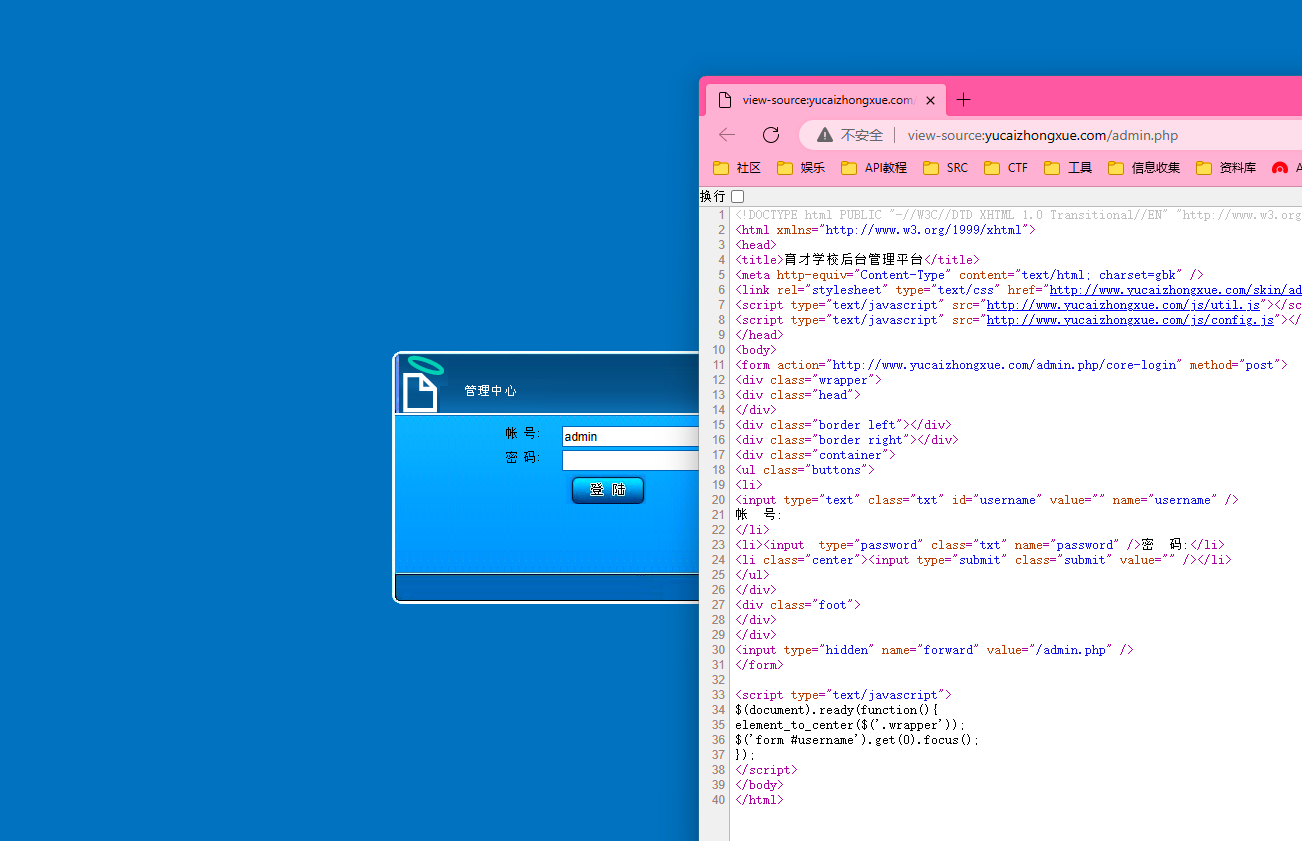 view-source:yucaizhongxue.com/
不安全 view-source:yucaizhongxue.com/admin.php
社区 娱乐 API教程 SRC CTF 工具 信息收集 资料库 A
换行
1 <!DOCTYPE html PUBLIC "-//W3C//DTD XHTML 1.0 Transitional//EN" "http://www.w3.org
2 <html xmlns="http://www.w3.org/1999/xhtml">
3 <head>
4 <title>育才学校后台管理平台</title>
5 <meta http-equiv="Content-Type" content="text/html; charset=gbk" />
6 <link rel="stylesheet" type="text/css" href="http://www.yucaizhongxue.com/skin/ad
7 <script type="text/javascript" src="http://www.yucaizhongxue.com/js/util.js"></sc
8 <script type="text/javascript" src="http://www.yucaizhongxue.com/js/config.js"></
9 </head>
10 <body>
11 <form action="http://www.yucaizhongxue.com/admin.php/core-login" method="post">
12 <div class="wrapper">
13 <div class="head">
14 </div>
15 <div class="border left"></div>
16 <div class="border right"></div>
17 <div class="container">
18 <ul class="buttons">
19 <li>
20 <input type="text" class="txt" id="username" value="" name="username" />
21 帐　号:
22 </li>
23 <li><input  type="password" class="txt" name="password" />密　码:</li>
24 <li class="center"><input type="submit" class="submit" value="" /></li>
25 </ul>
26 </div>
27 <div class="foot">
28 </div>
29 </div>
30 <input type="hidden" name="forward" value="/admin.php" />
31 </form>
32
33 <script type="text/javascript">
34 $(document).ready(function(){
35 element_to_center($('.wrapper'));
36 $('form #username').get(0).focus();
37 });
38 </script>
39 </body>
40 </html>
管理中心
帐 号: admin
密 码:
登 陆